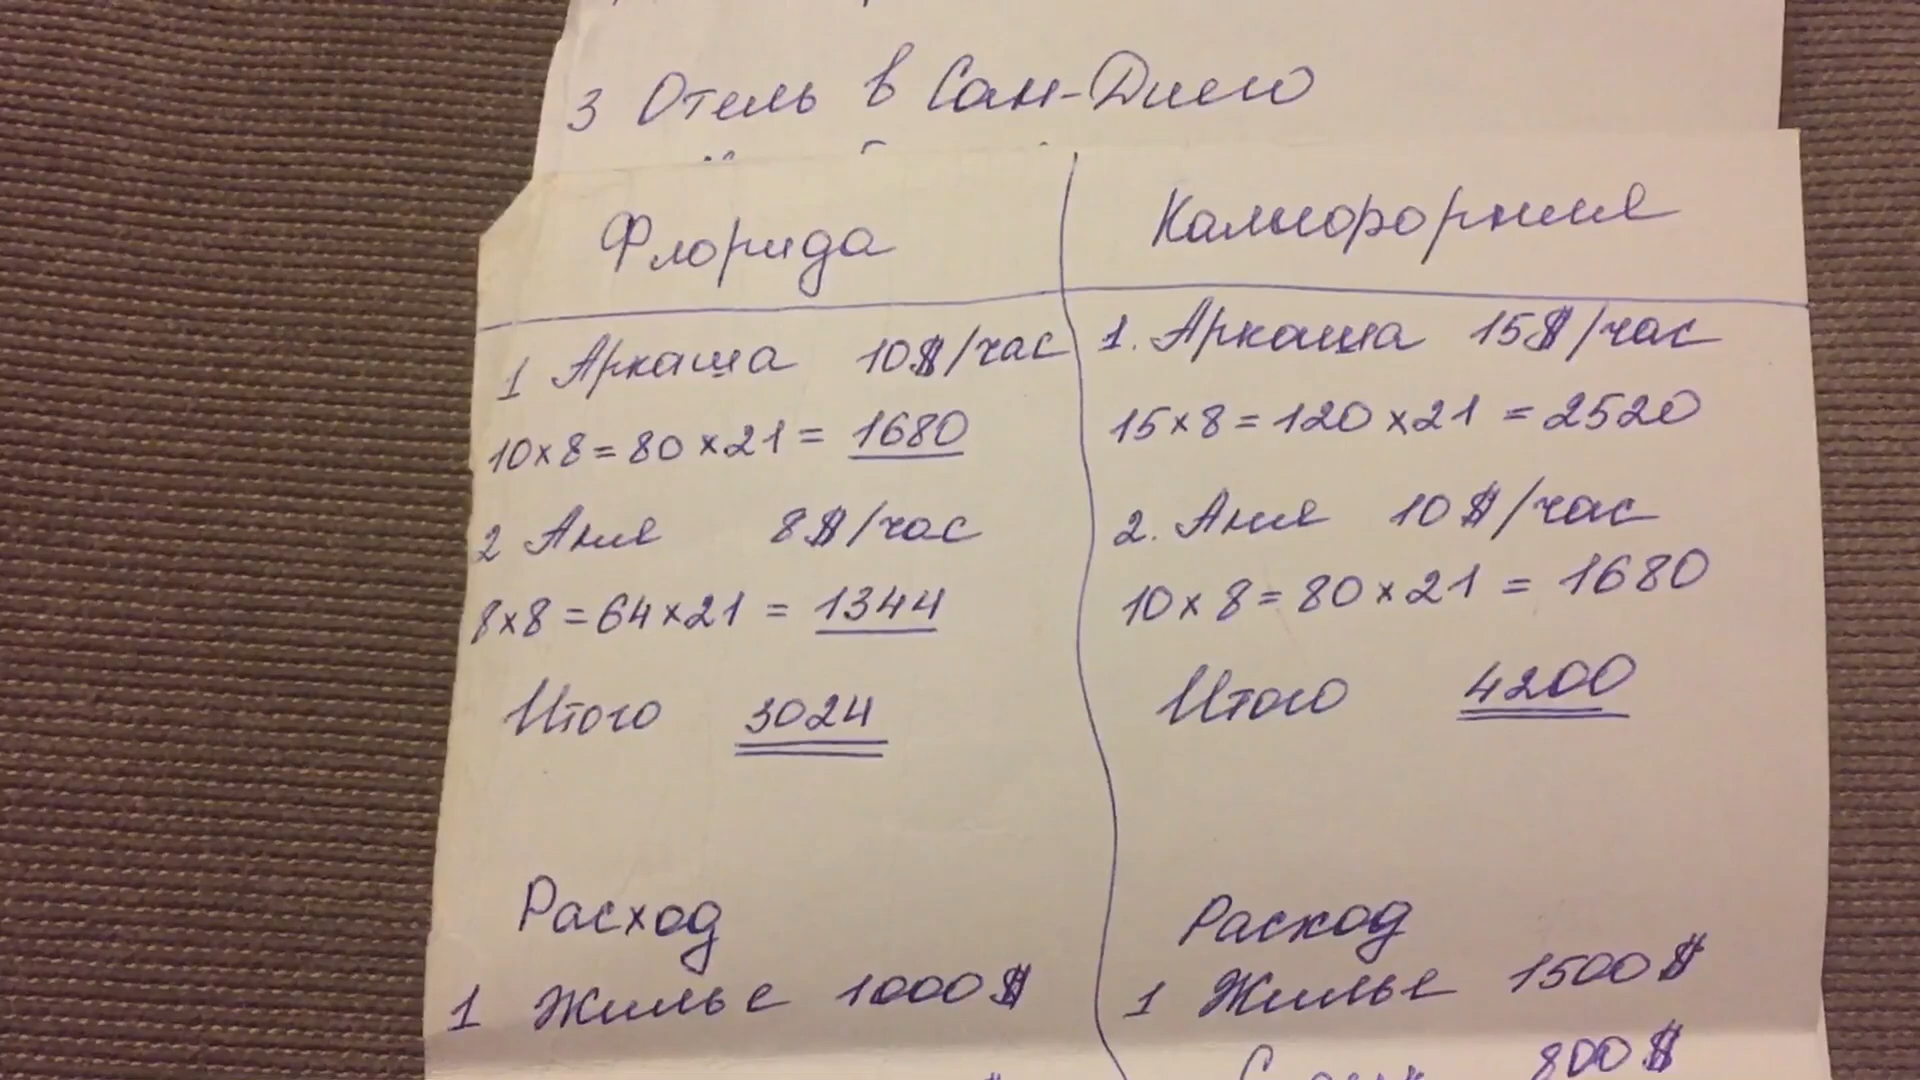 3 Отель в Сан-Диего
Флорида
1 Аркаша 10$/час
10×8=80×21=1680
2 Аня 8$/час
8×8=64×21=1344
Итого 3024
Расход
1 Жилье 1000$
Калифорния
1. Аркаша 15$/час
15×8=120×21=2520
2. Аня 10$/час
10×8=80×21=1680
Итого 4200
Расход
1 Жилье 1500$
800$